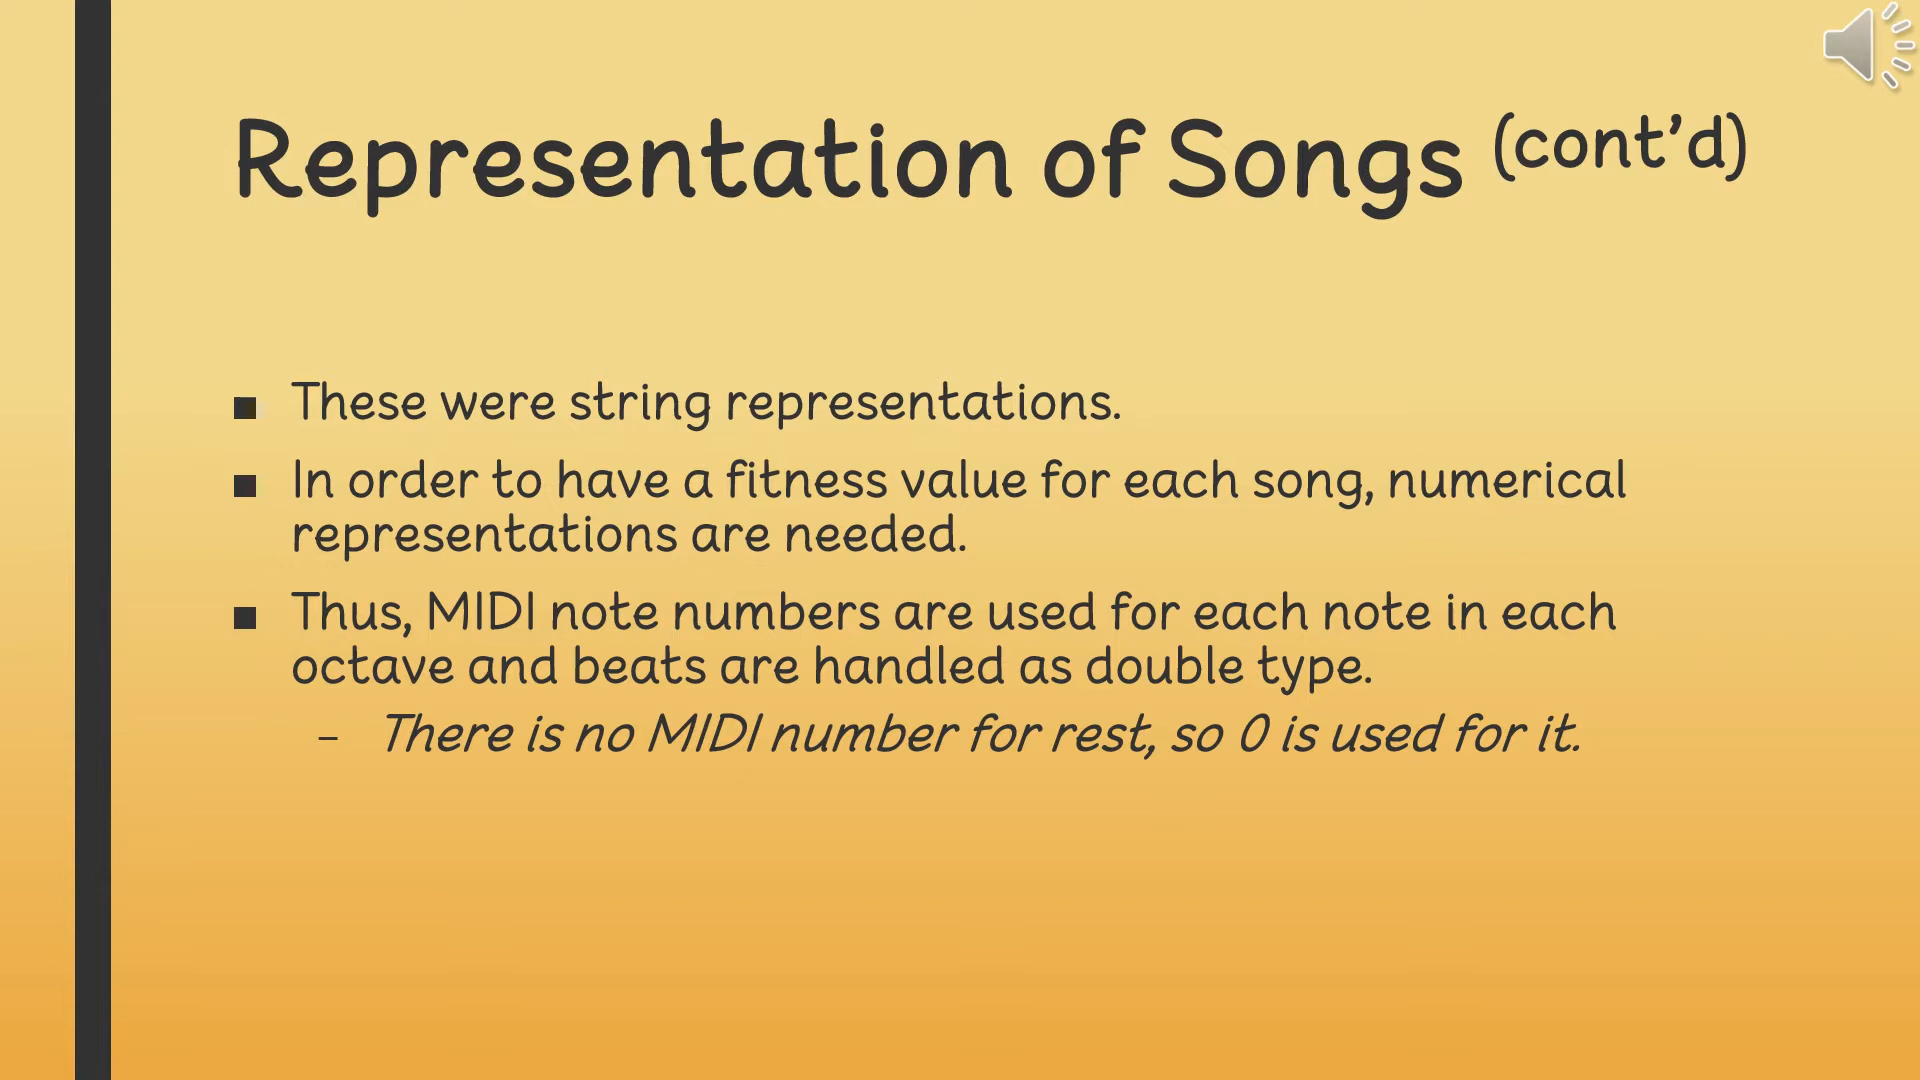 Representation of Songs (cont’d)
■ These were string representations.
■ In order to have a fitness value for each song, numerical
representations are needed.
■ Thus, MIDI note numbers are used for each note in each
octave and beats are handled as double type.
– There is no MIDI number for rest, so 0 is used for it.